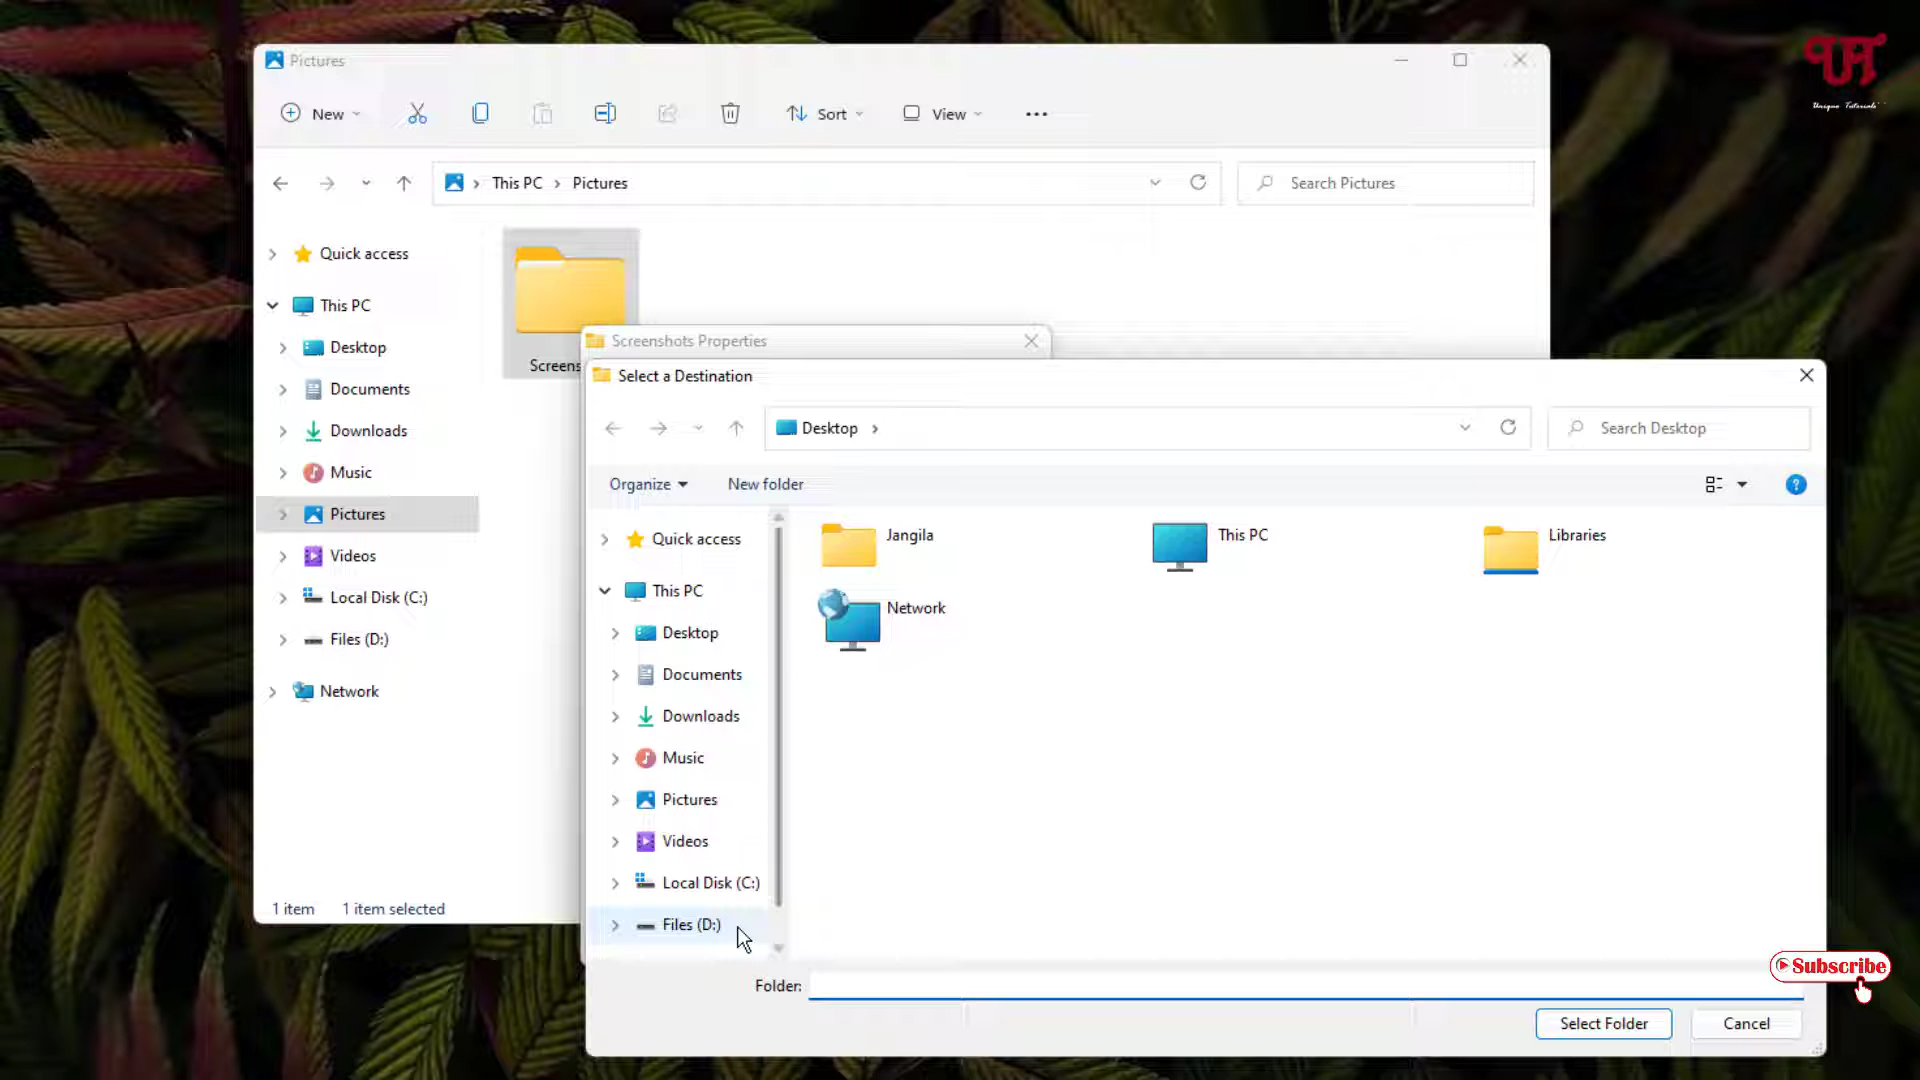 Pictures
New
Sort
View
This PC
Pictures
Search Pictures
Quick access
This PC
Desktop
Documents
Downloads
Music
Pictures
Videos
Local Disk (C:)
Files (D:)
Network
Screens
1 item
1 item selected
Screenshots Properties
Select a Destination
Desktop
Search Desktop
Organize
New folder
?
Quick access
This PC
Desktop
Documents
Downloads
Music
Pictures
Videos
Local Disk (C:)
Files (D:)
Jangila
This PC
Libraries
Network
Folder:
Select Folder
Cancel
Unique Tutorials
Subscribe